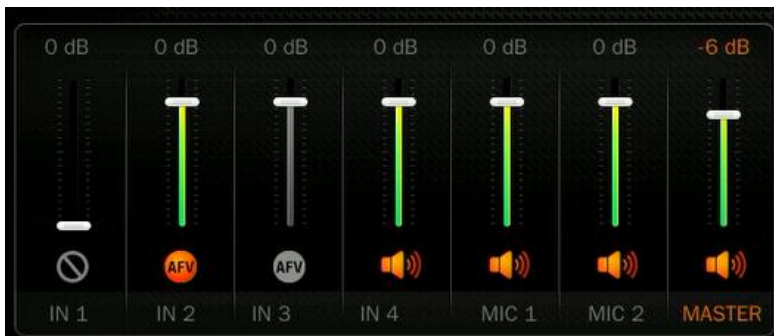 0 dB 0 dB 0 dB 0 dB 0 dB 0 dB -6 dB
AFV AFV
IN 1 IN 2 IN 3 IN 4 MIC 1 MIC 2 MASTER